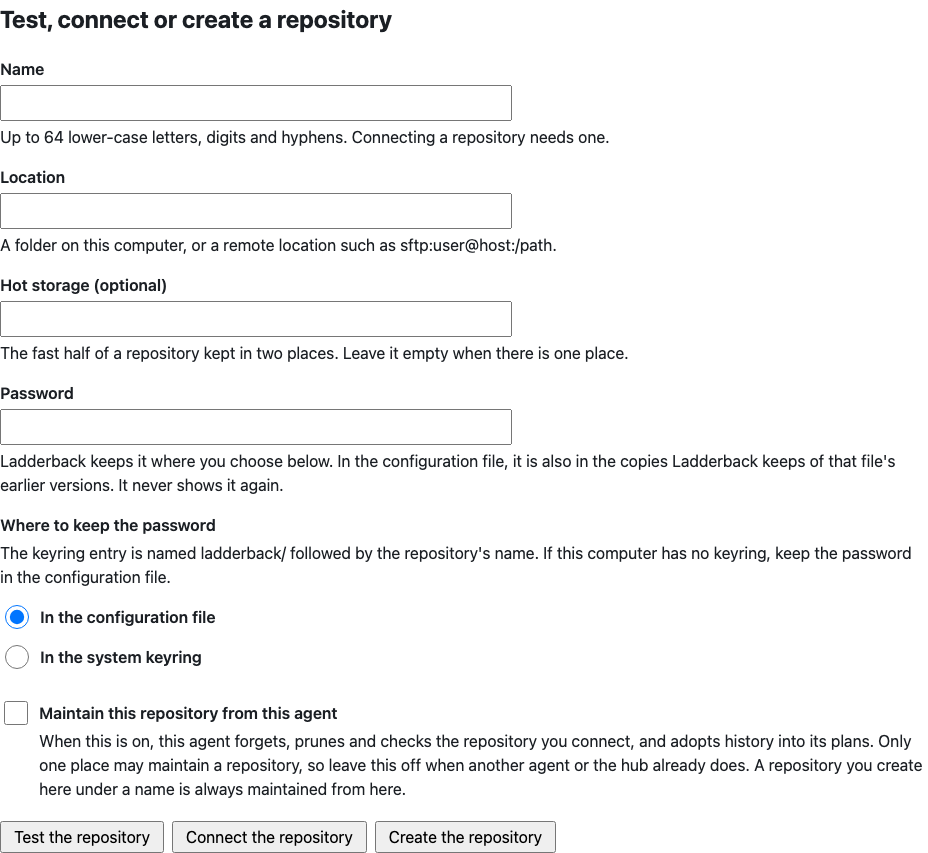 Test, connect or create a repository
Name
Up to 64 lower-case letters, digits and hyphens. Connecting a repository needs one.
Location
A folder on this computer, or a remote location such as sftp:user@host:/path.
Hot storage (optional)
The fast half of a repository kept in two places. Leave it empty when there is one place.
Password
Ladderback keeps it where you choose below. In the configuration file, it is also in the copies Ladderback keeps of that file's
earlier versions. It never shows it again.
Where to keep the password
The keyring entry is named ladderback/ followed by the repository's name. If this computer has no keyring, keep the password
in the configuration file.
In the configuration file
In the system keyring
Maintain this repository from this agent
When this is on, this agent forgets, prunes and checks the repository you connect, and adopts history into its plans. Only
one place may maintain a repository, so leave this off when another agent or the hub already does. A repository you create
here under a name is always maintained from here.
Test the repository Connect the repository Create the repository